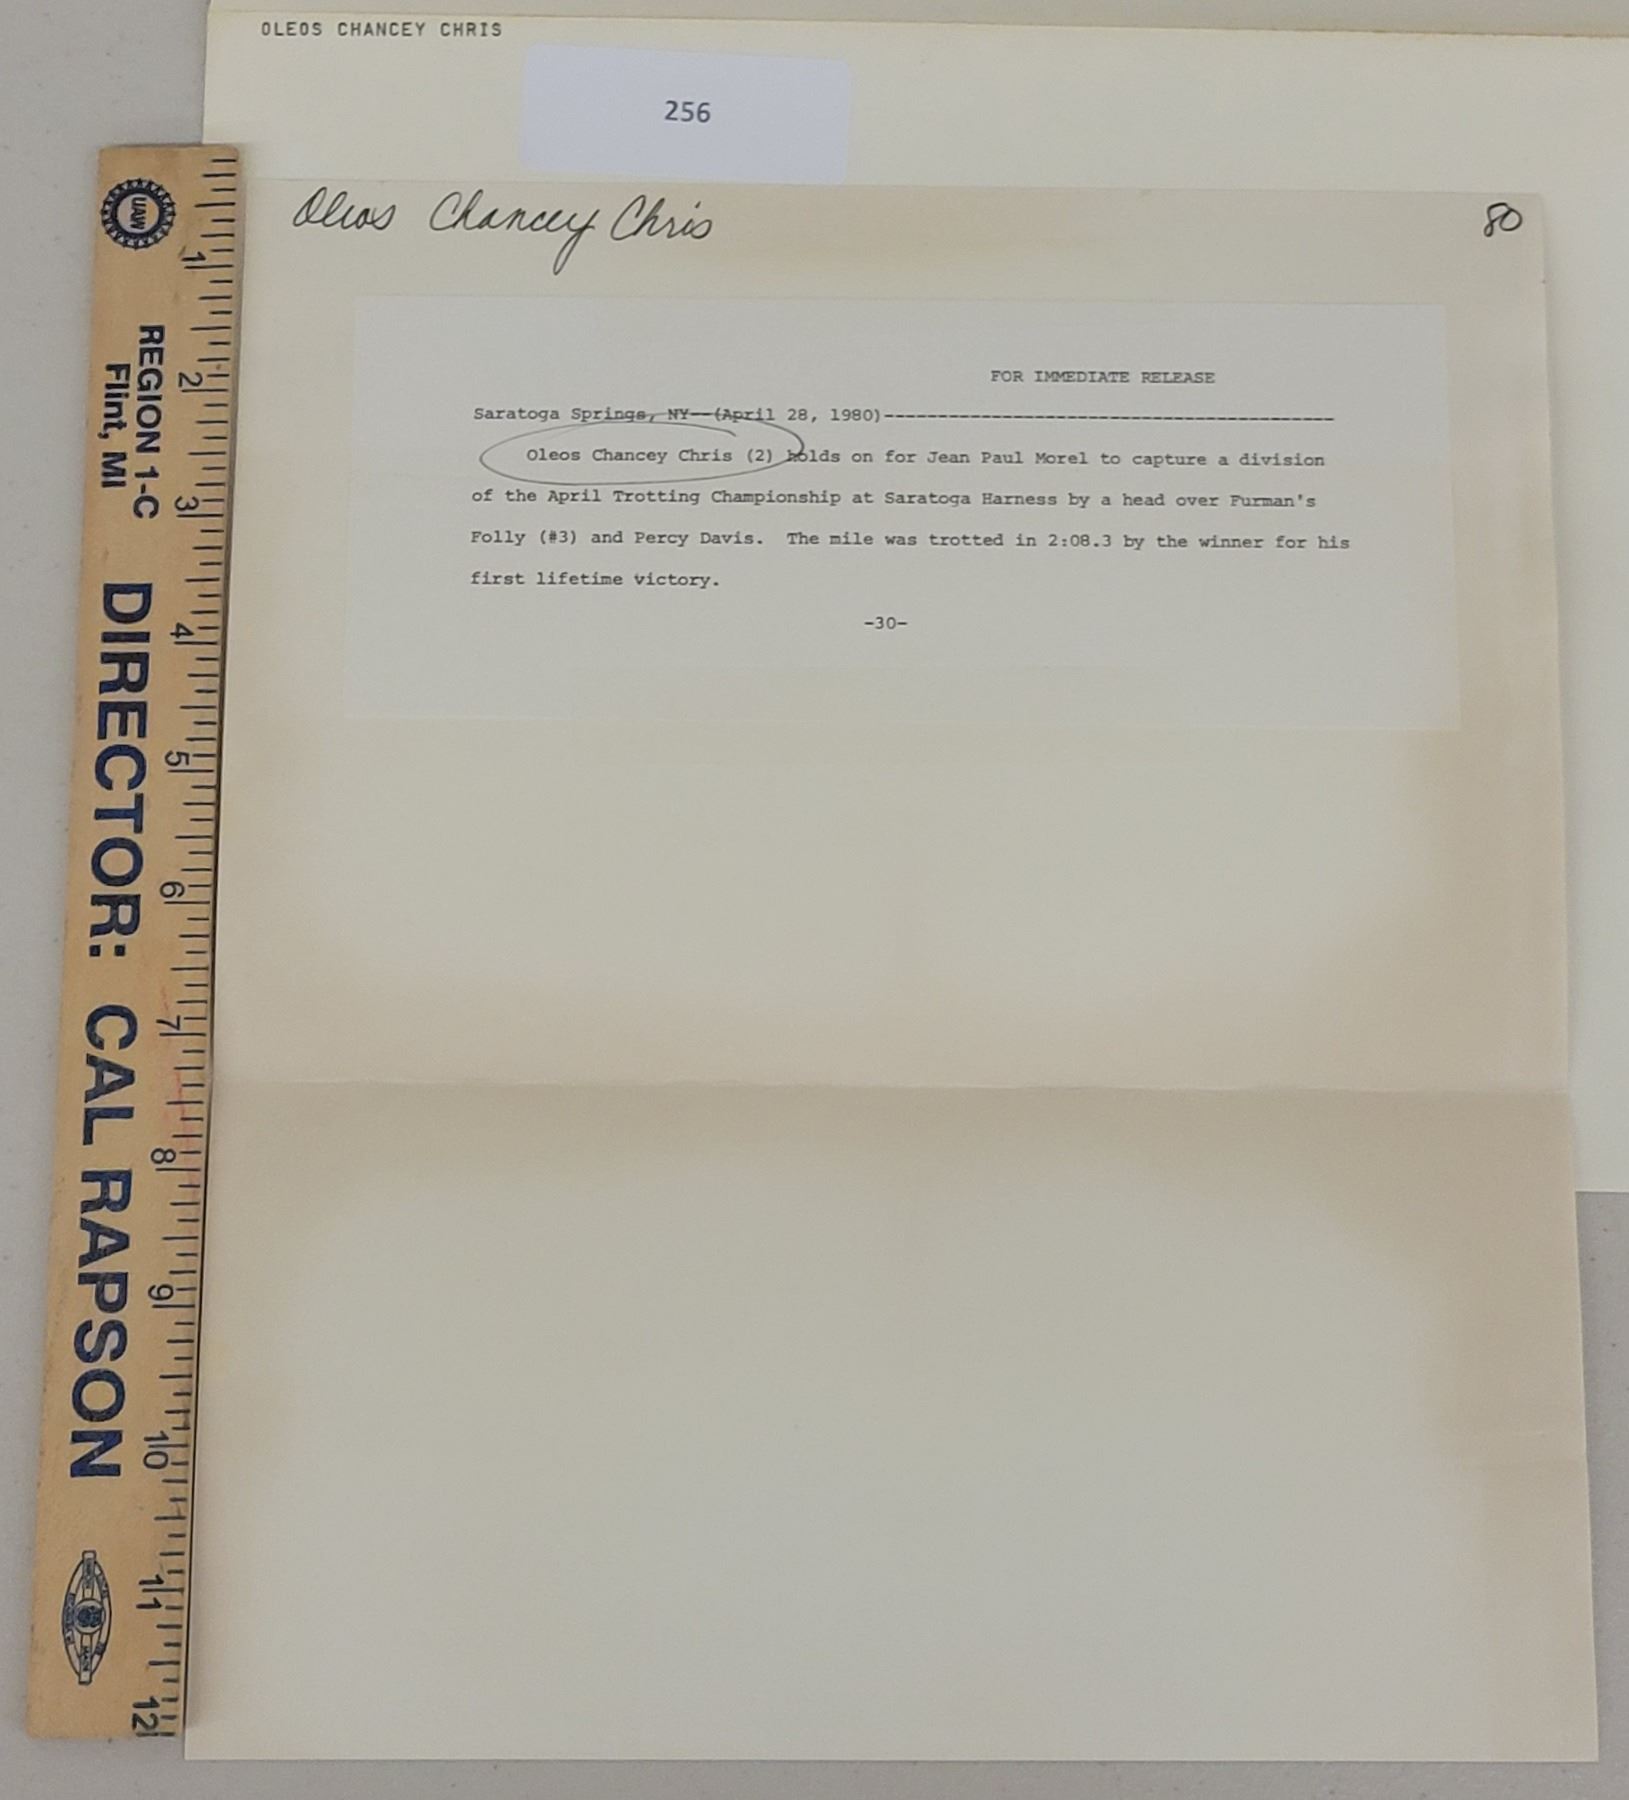 OLEOS CHANCEY CHRIS
256
Oleos Chancey Chris
80
FOR IMMEDIATE RELEASE
Saratoga Springs, NY--(April 28, 1980)------------------------------------------
Oleos Chancey Chris (2) holds on for Jean Paul Morel to capture a division
of the April Trotting Championship at Saratoga Harness by a head over Furman's
Folly (#3) and Percy Davis. The mile was trotted in 2:08.3 by the winner for his
first lifetime victory.
-30-
UAW
REGION 1-C
Flint, MI
DIRECTOR: CAL RAPSON
1
2
3
4
5
6
7
8
9
10
11
12